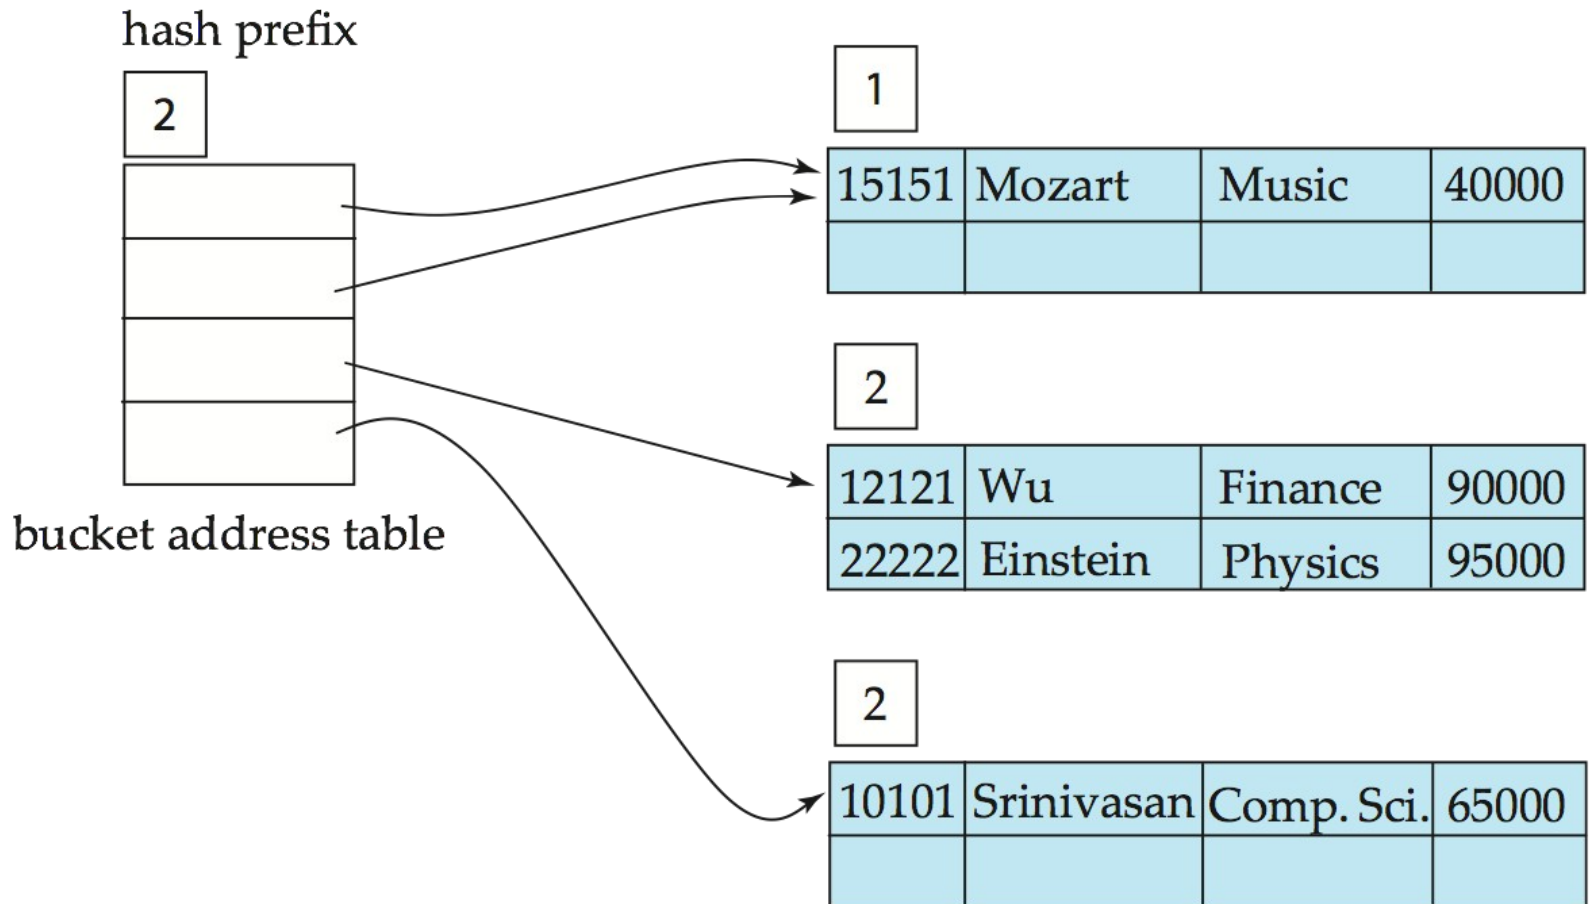 hash prefix
2
bucket address table
1
15151 Mozart Music 40000
2
12121 Wu Finance 90000
22222 Einstein Physics 95000
2
10101 Srinivasan Comp. Sci. 65000